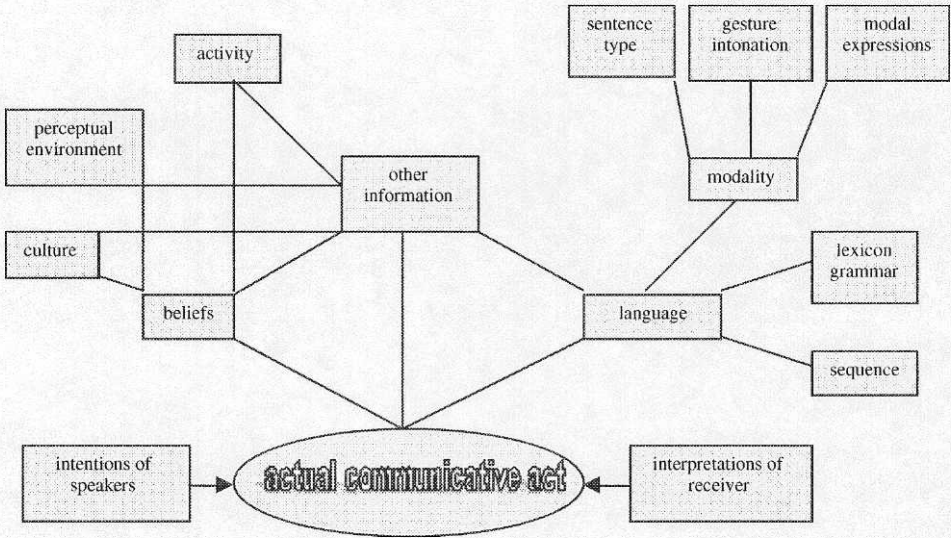 sentence
type
gesture
intonation
modal
expressions
activity
perceptual
environment
other
information
modality
culture
lexicon
grammar
beliefs
language
sequence
intentions of
speakers
actual communicative act
interpretations of
receiver